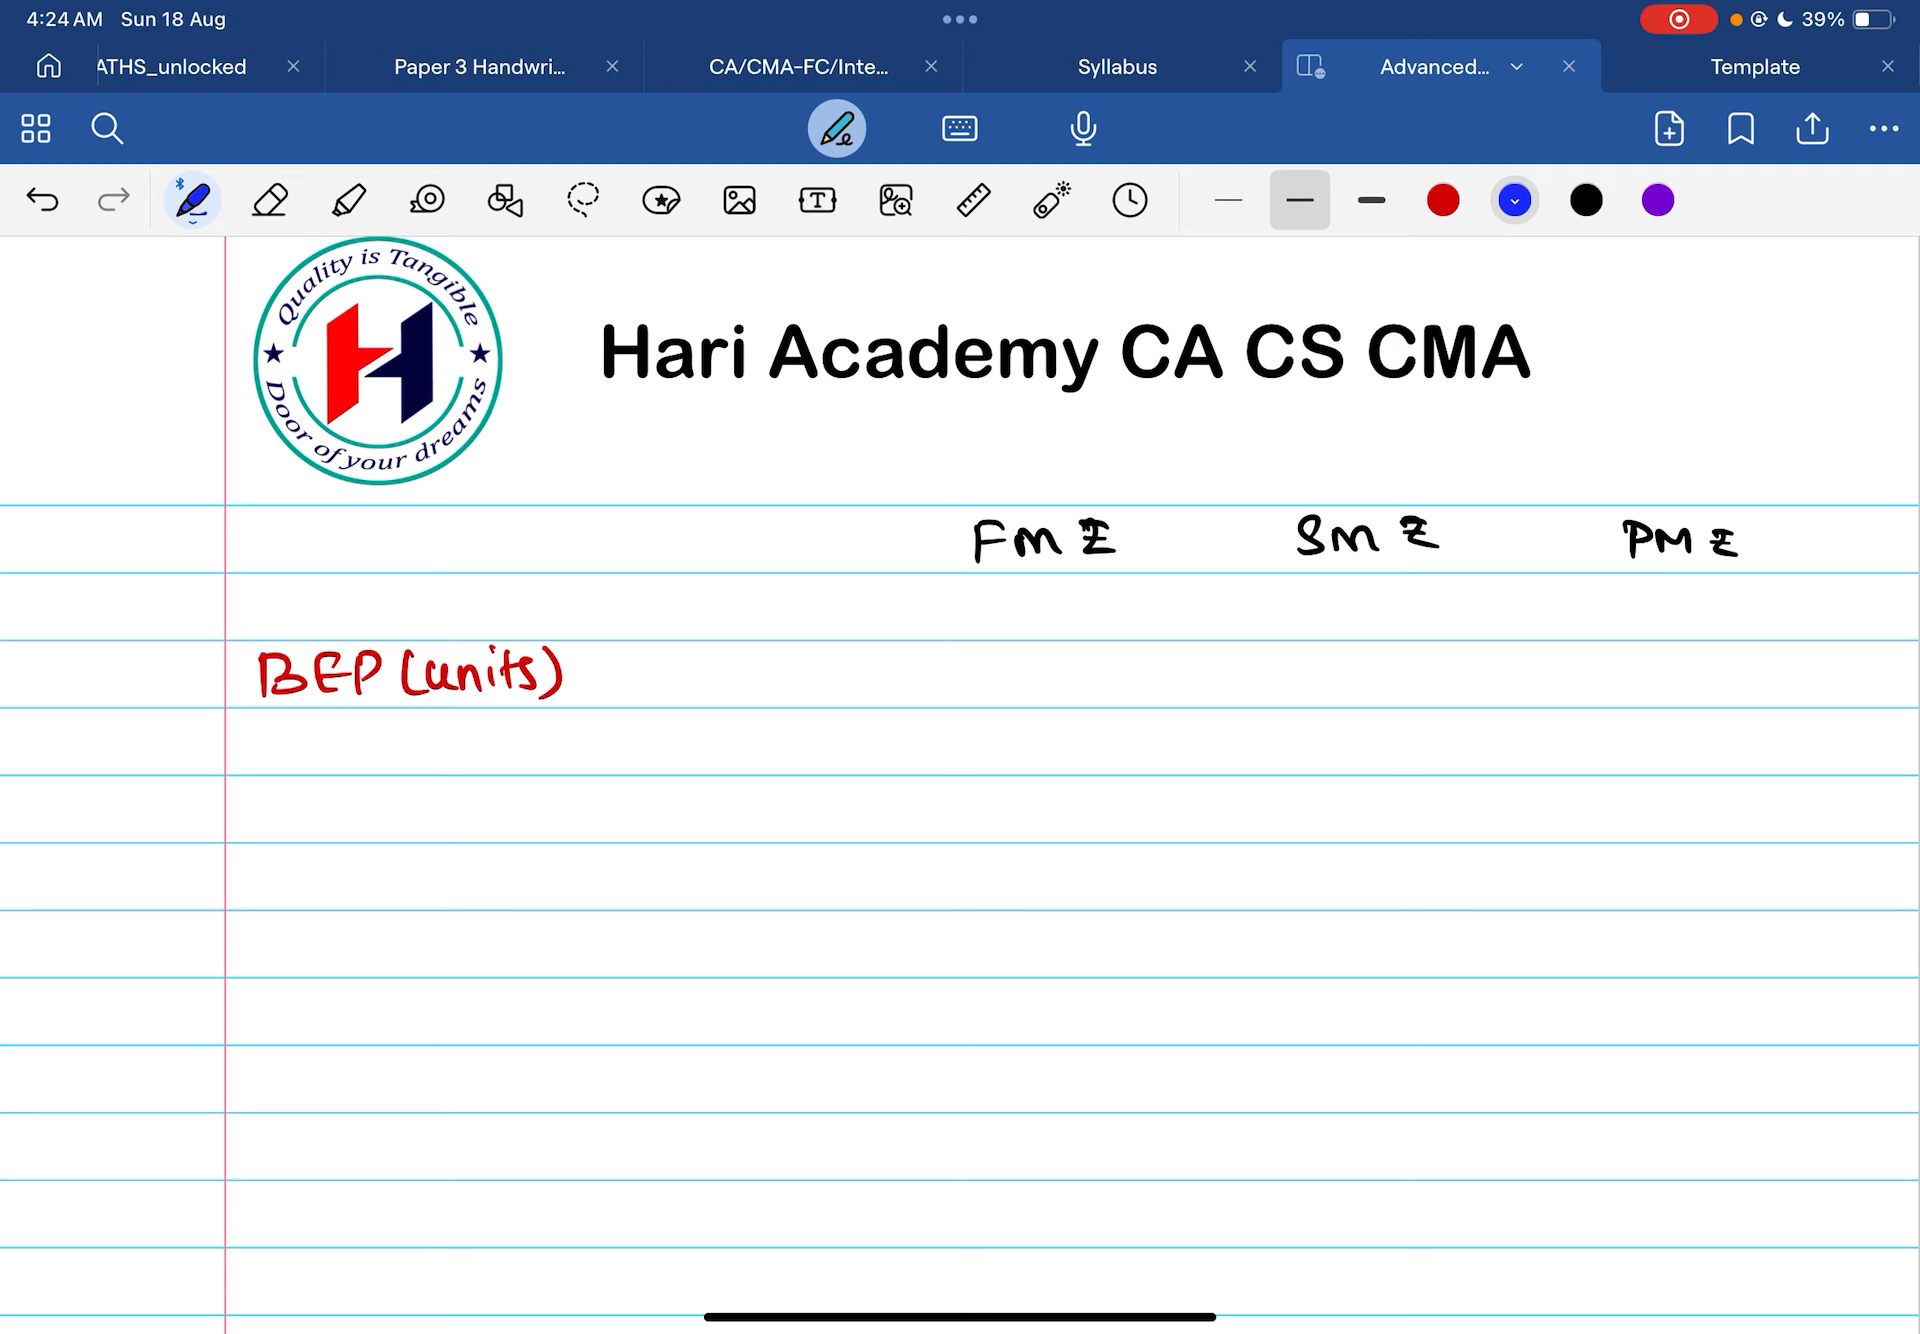 4:24 AM Sun 18 Aug
39%
ATHS_unlocked
Paper 3 Handwri...
CA/CMA-FC/Inte...
Syllabus
Advanced...
Template
Quality is Tangible
Door of your dreams
Hari Academy CA CS CMA
FM ₹ SM ₹ PM ₹
BEP (units)